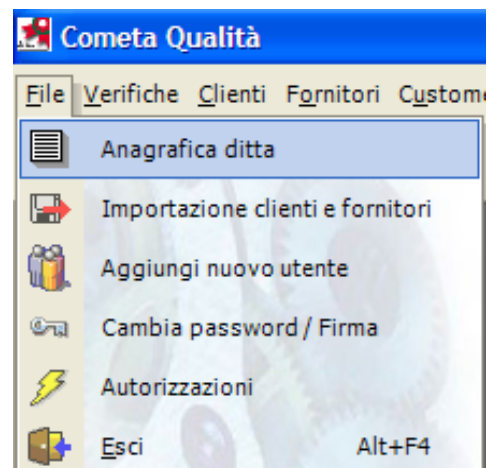 Cometa Qualità
File Verifiche Clienti Fornitori Custom
Anagrafica ditta
Importazione clienti e fornitori
Aggiungi nuovo utente
Cambia password / Firma
Autorizzazioni
Esci Alt+F4